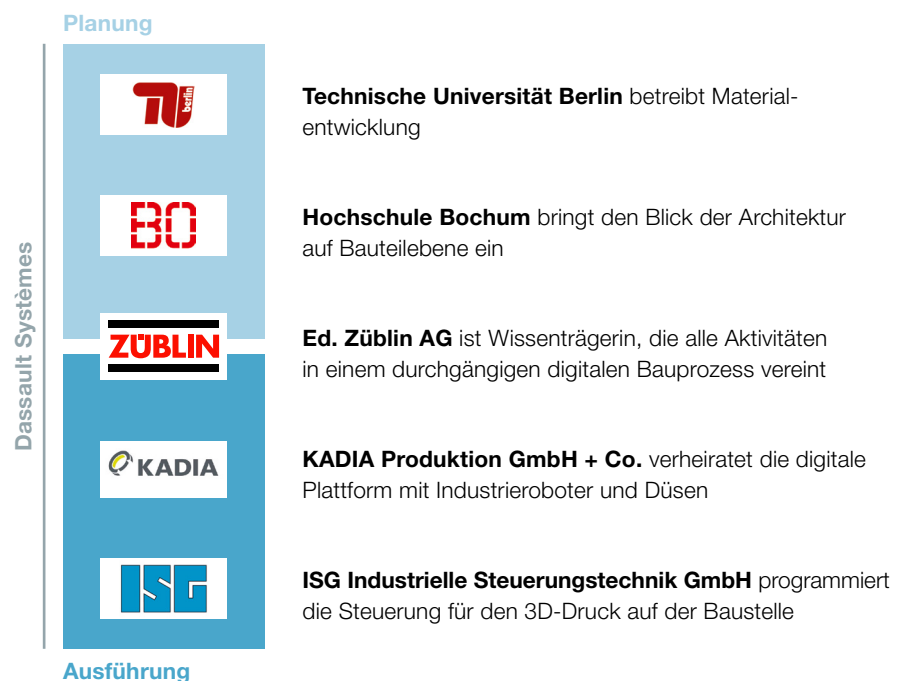 Planung
TU berlin
Technische Universität Berlin betreibt Material-
entwicklung
BO
Hochschule Bochum bringt den Blick der Architektur
auf Bauteilebene ein
Dassault Systèmes
ZÜBLIN
Ed. Züblin AG ist Wissenträgerin, die alle Aktivitäten
in einem durchgängigen digitalen Bauprozess vereint
KADIA
KADIA Produktion GmbH + Co. verheiratet die digitale
Plattform mit Industrieroboter und Düsen
ISG
ISG Industrielle Steuerungstechnik GmbH programmiert
die Steuerung für den 3D-Druck auf der Baustelle
Ausführung